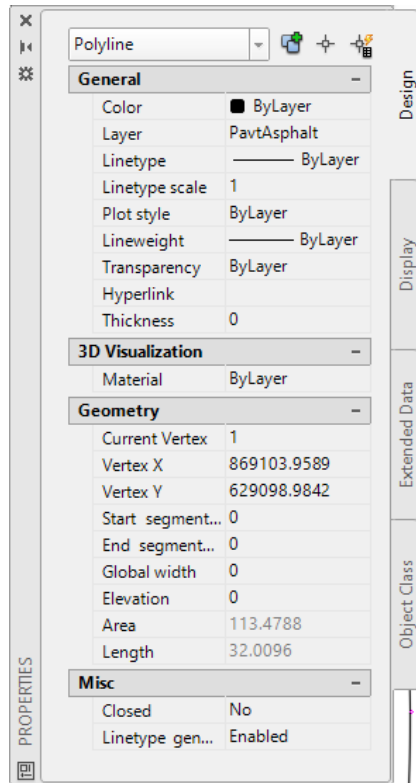 Polyline
General
Color ByLayer
Layer PavtAsphalt
Linetype ByLayer
Linetype scale 1
Plot style ByLayer
Lineweight ByLayer
Transparency ByLayer
Hyperlink
Thickness 0
3D Visualization
Material ByLayer
Geometry
Current Vertex 1
Vertex X 869103.9589
Vertex Y 629098.9842
Start segment... 0
End segment... 0
Global width 0
Elevation 0
Area 113.4788
Length 32.0096
Misc
Closed No
Linetype gen... Enabled
PROPERTIES
Design
Display
Extended Data
Object Class